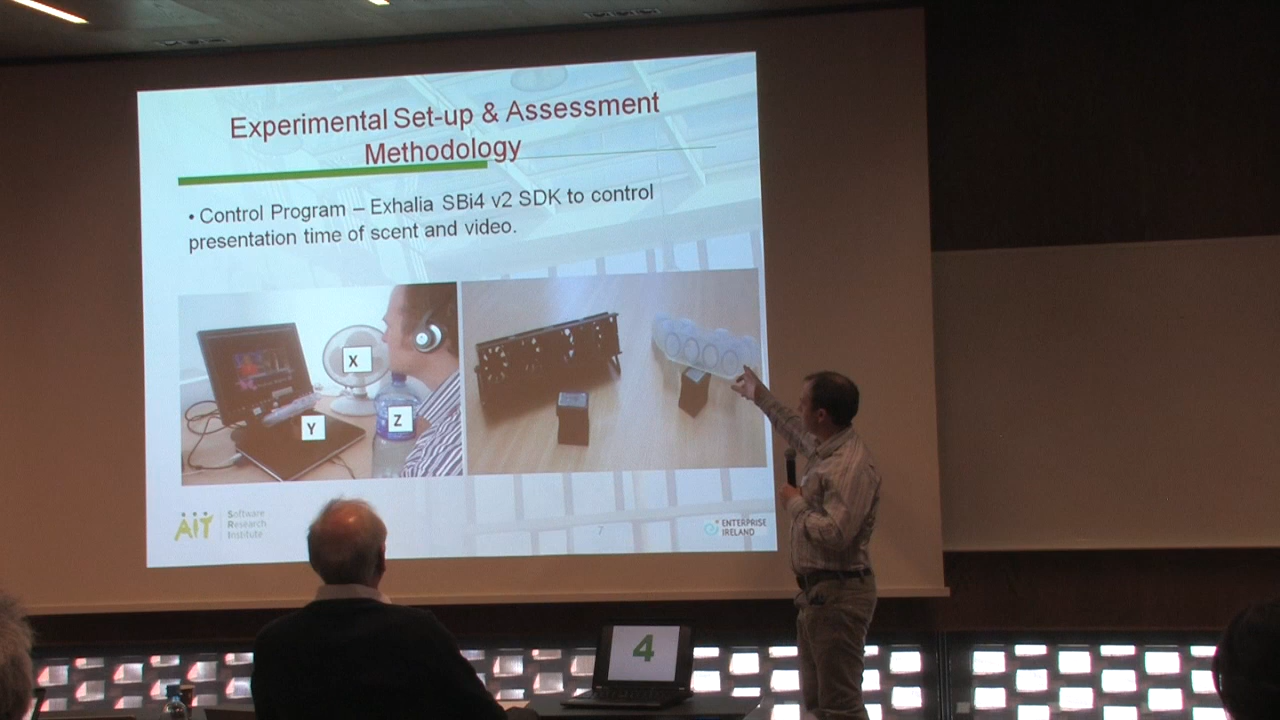 Experimental Set-up & Assessment
Methodology
• Control Program – Exhalia SBi4 v2 SDK to control
presentation time of scent and video.
X
Y
Z
AIT
Software
Research
Institute
7
ENTERPRISE
IRELAND
4